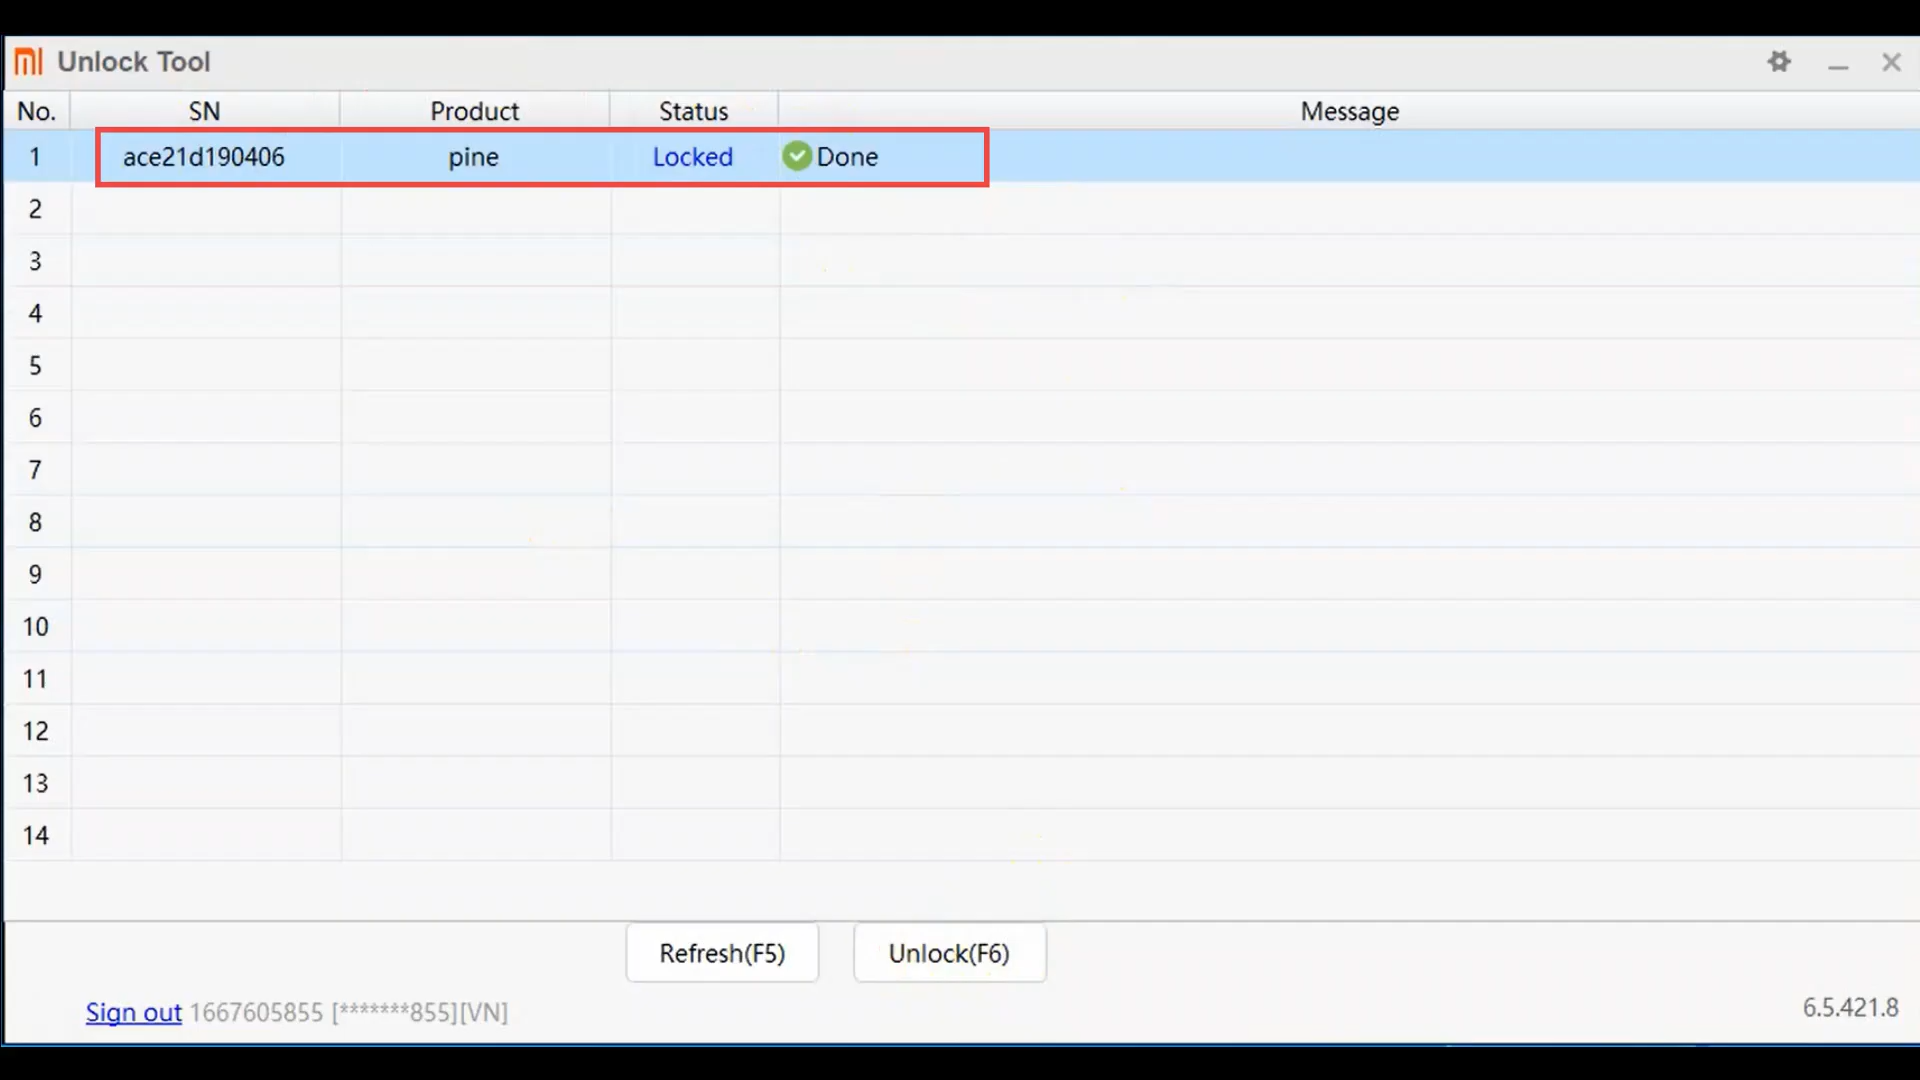 Unlock Tool
No. SN Product Status Message
1 ace21d190406 pine Locked Done
2
3
4
5
6
7
8
9
10
11
12
13
14
Refresh(F5) Unlock(F6)
Sign out 1667605855 [*******855][VN]
6.5.421.8